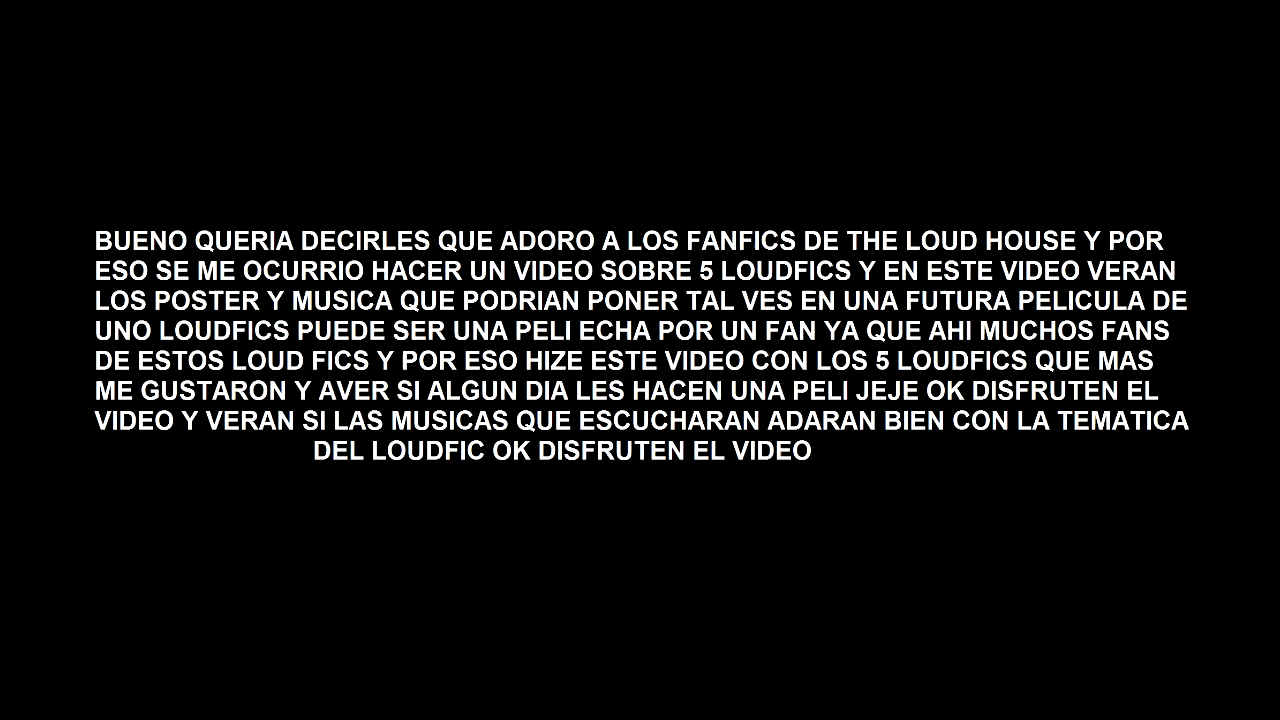 BUENO QUERIA DECIRLES QUE ADORO A LOS FANFICS DE THE LOUD HOUSE Y POR
ESO SE ME OCURRIO HACER UN VIDEO SOBRE 5 LOUDFICS Y EN ESTE VIDEO VERAN
LOS POSTER Y MUSICA QUE PODRIAN PONER TAL VES EN UNA FUTURA PELICULA DE
UNO LOUDFICS PUEDE SER UNA PELI ECHA POR UN FAN YA QUE AHI MUCHOS FANS
DE ESTOS LOUD FICS Y POR ESO HIZE ESTE VIDEO CON LOS 5 LOUDFICS QUE MAS
ME GUSTARON Y AVER SI ALGUN DIA LES HACEN UNA PELI JEJE OK DISFRUTEN EL
VIDEO Y VERAN SI LAS MUSICAS QUE ESCUCHARAN ADARAN BIEN CON LA TEMATICA
DEL LOUDFIC OK DISFRUTEN EL VIDEO